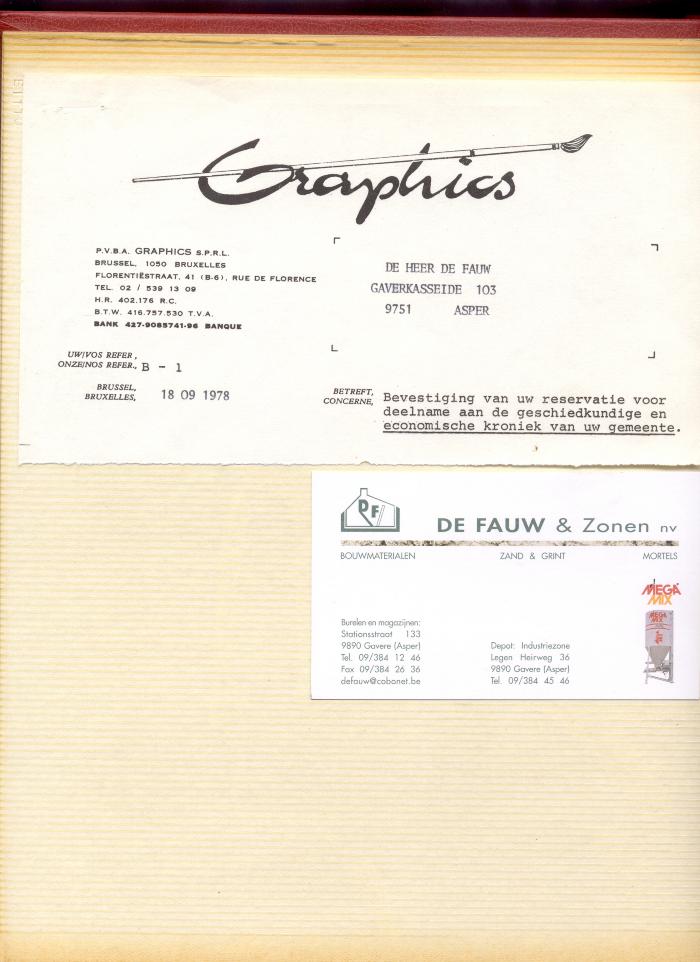 Graphics
P.V.B.A. GRAPHICS S.P.R.L.
BRUSSEL, 1050 BRUXELLES
FLORENTIËSTRAAT, 41 (B-6), RUE DE FLORENCE
TEL. 02 / 539 13 09
H.R. 402.176 R.C.
B.T.W. 416.757.530 T.V.A.
BANK 427-9085741-96 BANQUE
DE HEER DE FAUW
GAVERKASSEIDE 103
9751 ASPER
UW/VOS REFER,
ONZE/NOS REFER., B - 1
BRUSSEL,
BRUXELLES, 18 09 1978
BETREFT,
CONCERNE, Bevestiging van uw reservatie voor
deelname aan de geschiedkundige en
economische kroniek van uw gemeente.
DF
DE FAUW & Zonen nv
BOUWMATERIALEN ZAND & GRINT MORTELS
MEGA
MIX
MEGA
MIX
Burelen en magazijnen:
Stationsstraat 133
9890 Gavere (Asper)
Tel. 09/384 12 46
Fax 09/384 26 36
defauw@cobonet.be
Depot: Industriezone
Legen Heirweg 36
9890 Gavere (Asper)
Tel. 09/384 45 46